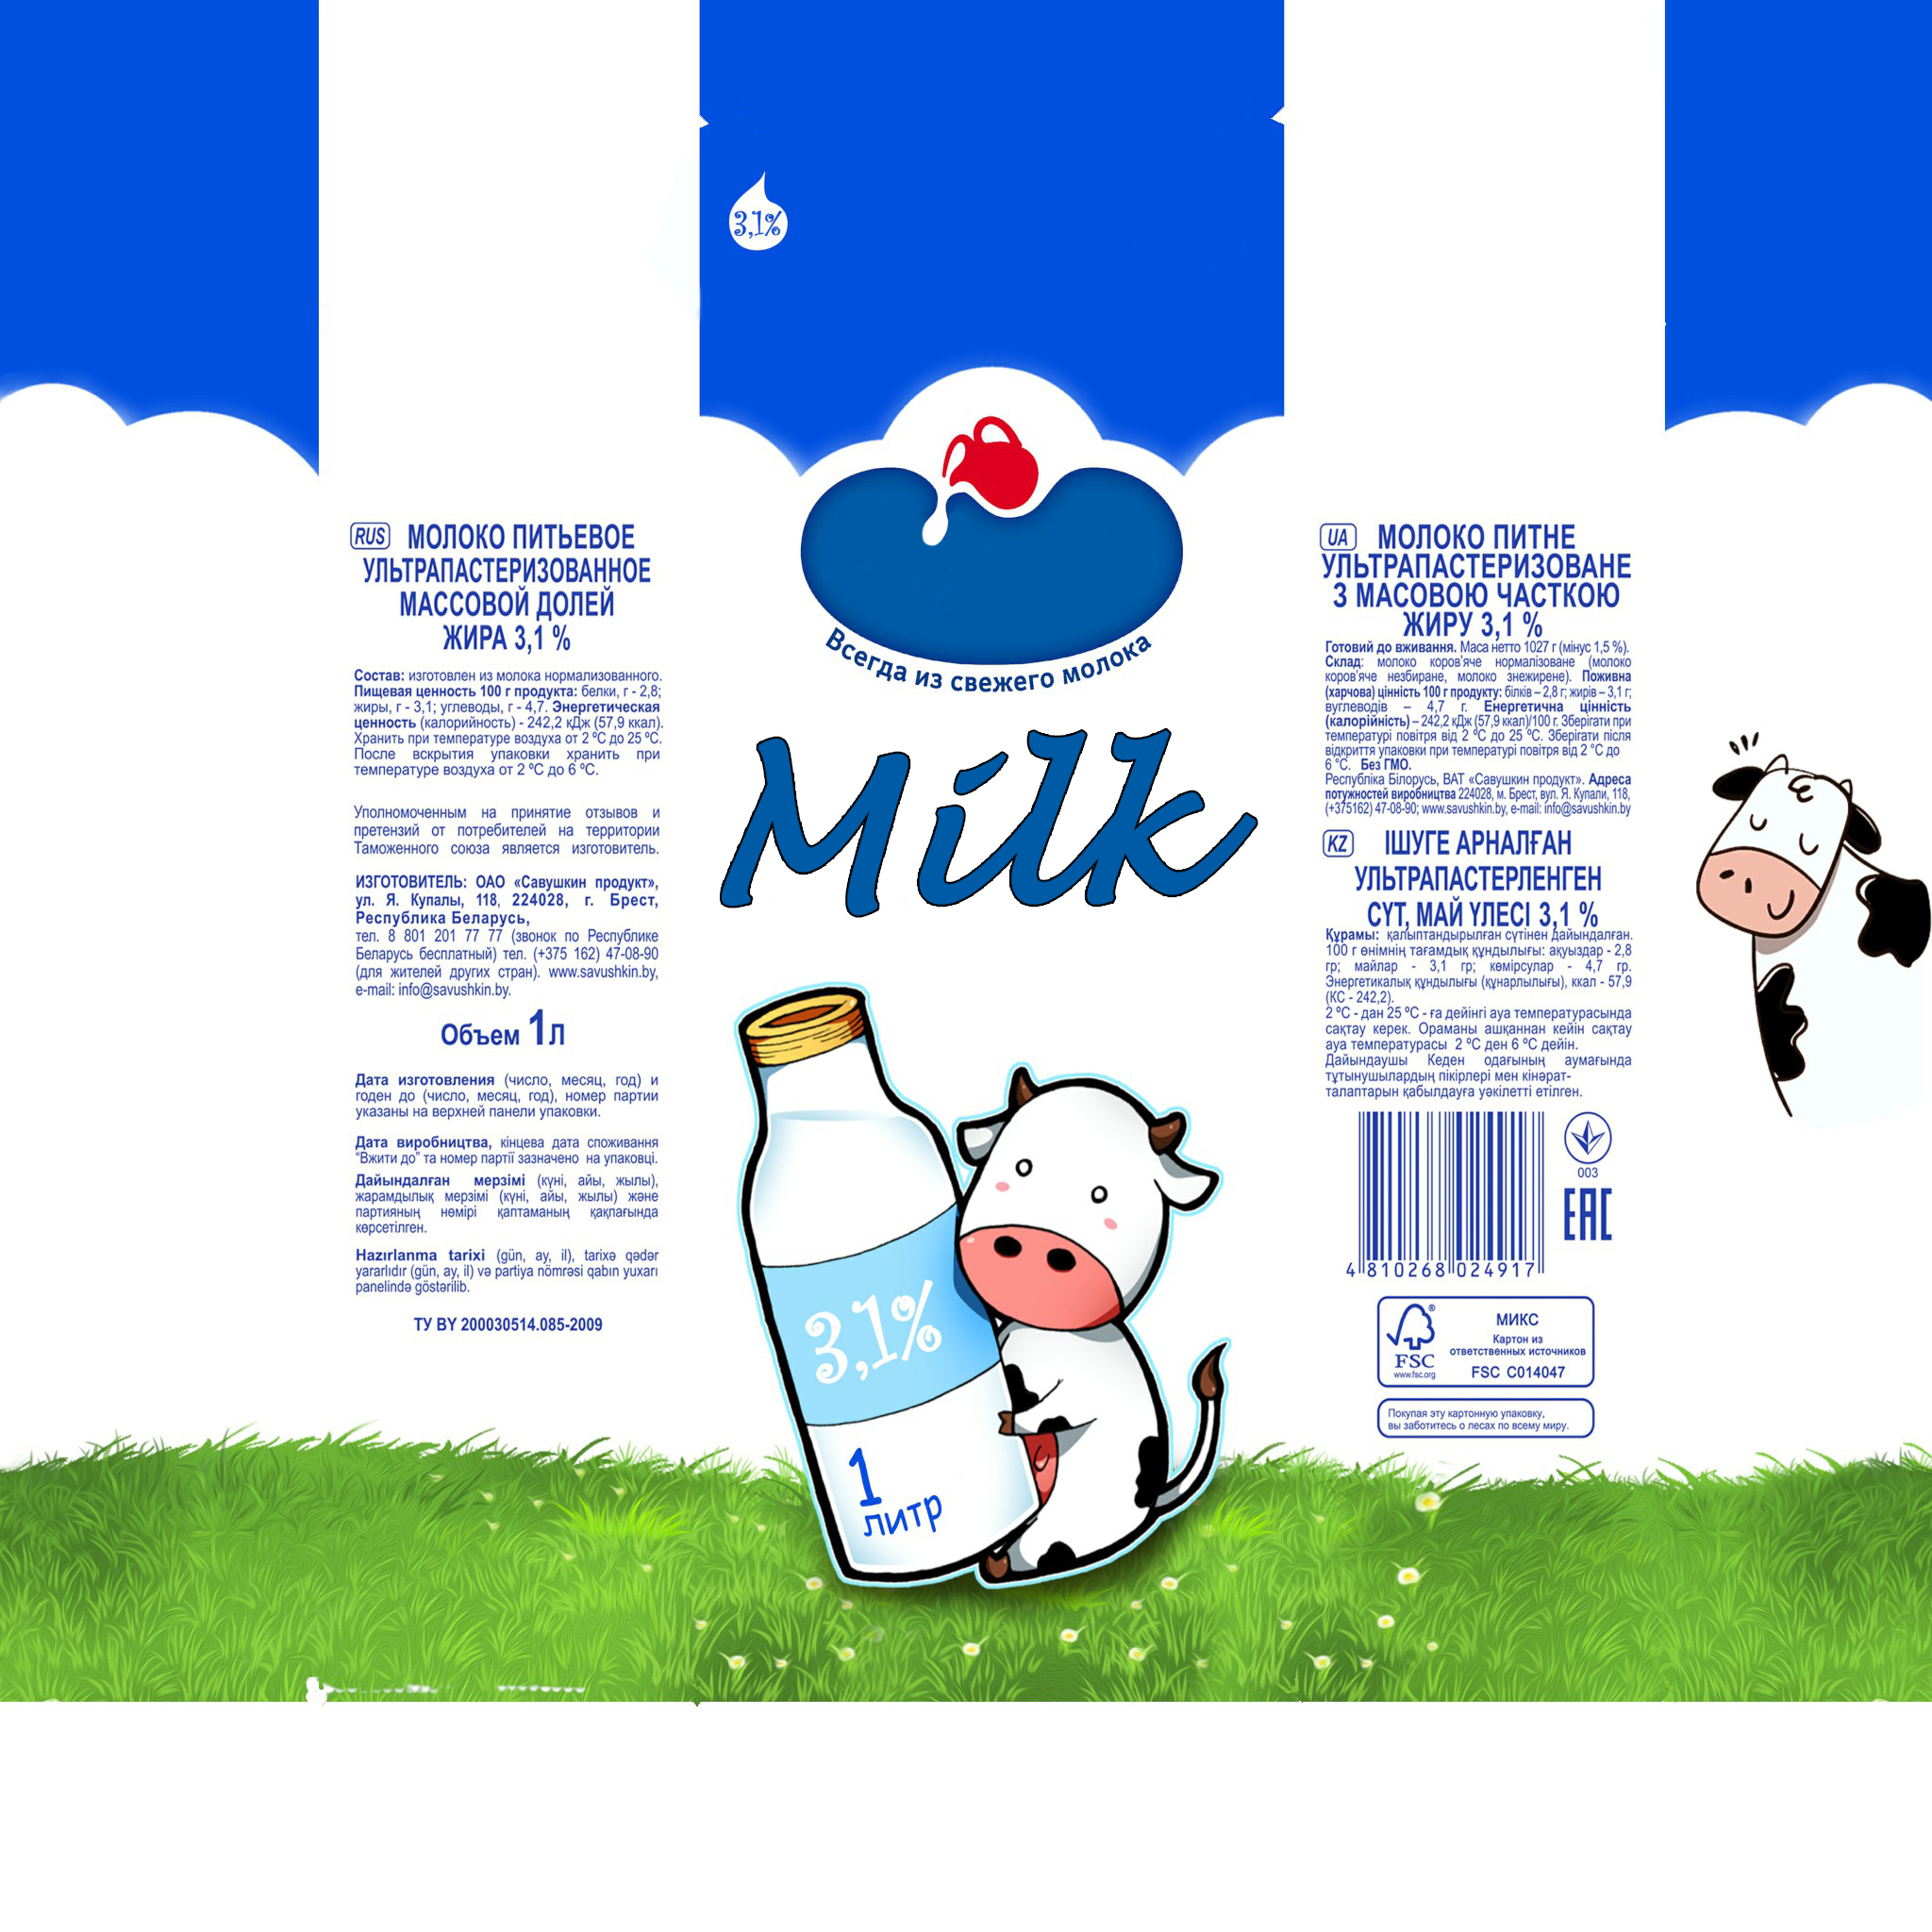 3,1%
RUS МОЛОКО ПИТЬЕВОЕ
УЛЬТРАПАСТЕРИЗОВАННОЕ
МАССОВОЙ ДОЛЕЙ
ЖИРА 3,1 %
Состав: изготовлен из молока нормализованного.
Пищевая ценность 100 г продукта: белки, г - 2,8;
жиры, г - 3,1; углеводы, г - 4,7. Энергетическая
ценность (калорийность) - 242,2 кДж (57,9 ккал).
Хранить при температуре воздуха от 2 ºС до 25 ºС.
После вскрытия упаковки хранить при
температуре воздуха от 2 ºС до 6 ºС.
Уполномоченным на принятие отзывов и
претензий от потребителей на территории
Таможенного союза является изготовитель.
ИЗГОТОВИТЕЛЬ: ОАО «Савушкин продукт»,
ул. Я. Купалы, 118, 224028, г. Брест,
Республика Беларусь,
тел. 8 801 201 77 77 (звонок по Республике
Беларусь бесплатный) тел. (+375 162) 47-08-90
(для жителей других стран). www.savushkin.by,
e-mail: info@savushkin.by.
Объем 1Л
Дата изготовления (число, месяц, год) и
годен до (число, месяц, год), номер партии
указаны на верхней панели упаковки.
Дата виробництва, кінцева дата споживання
“Вжити до” та номер партії зазначено на упаковці.
Дайындалған мерзімі (күні, айы, жылы),
жарамдылық мерзімі (күні, айы, жылы) және
партияның нөмірі қаптаманың қақпағында
көрсетілген.
Hazırlanma tarixi (gün, ay, il), tarixə qədər
yararlıdır (gün, ay, il) və partiya nömrəsi qabın yuxarı
panelində göstərilib.
ТУ BY 200030514.085-2009
Всегда из свежего молока
Milk
3,1%
1
литр
UA МОЛОКО ПИТНЕ
УЛЬТРАПАСТЕРИЗОВАНЕ
З МАСОВОЮ ЧАСТКОЮ
ЖИРУ 3,1 %
Готовий до вживання. Маса нетто 1027 г (мінус 1,5 %).
Склад: молоко коров'яче нормалізоване (молоко
коров'яче незбиране, молоко знежирене). Поживна
(харчова) цінність 100 г продукту: білків – 2,8 г; жирів – 3,1 г;
вуглеводів – 4,7 г. Енергетична цінність
(калорійність) – 242,2 кДж (57,9 ккал)/100 г. Зберігати при
температурі повітря від 2 ºС до 25 ºС. Зберігати після
відкриття упаковки при температурі повітря від 2 °С до
6 °С. Без ГМО.
Республіка Білорусь, ВАТ «Савушкин продукт». Адреса
потужностей виробництва 224028, м. Брест, вул. Я. Купали, 118,
(+375162) 47-08-90; www.savushkin.by, e-mail: info@savushkin.by
KZ ІШУГЕ АРНАЛҒАН
УЛЬТРАПАСТЕРЛЕНГЕН
СҮТ, МАЙ ҮЛЕСІ 3,1 %
Құрамы: қалыптандырылған сүтінен дайындалған.
100 г өнімнің тағамдық құндылығы: ақуыздар - 2,8
гр; майлар - 3,1 гр; көмірсулар - 4,7 гр.
Энергетикалық құндылығы (құнарлылығы), ккал - 57,9
(КС - 242,2).
2 ºС - дан 25 ºС - ға дейінгі ауа температурасында
сақтау керек. Ораманы ашқаннан кейін сақтау
ауа температурасы 2 ºС ден 6 ºС дейін.
Дайындаушы Кеден одағының аумағында
тұтынушылардың пікірлері мен кінәрат-
талаптарын қабылдауға уәкілетті етілген.
003
EAC
4 810268 024917
FSC
®
www.fsc.org
МИКС
Картон из
ответственных источников
FSC C014047
Покупая эту картонную упаковку,
вы заботитесь о лесах по всему миру.